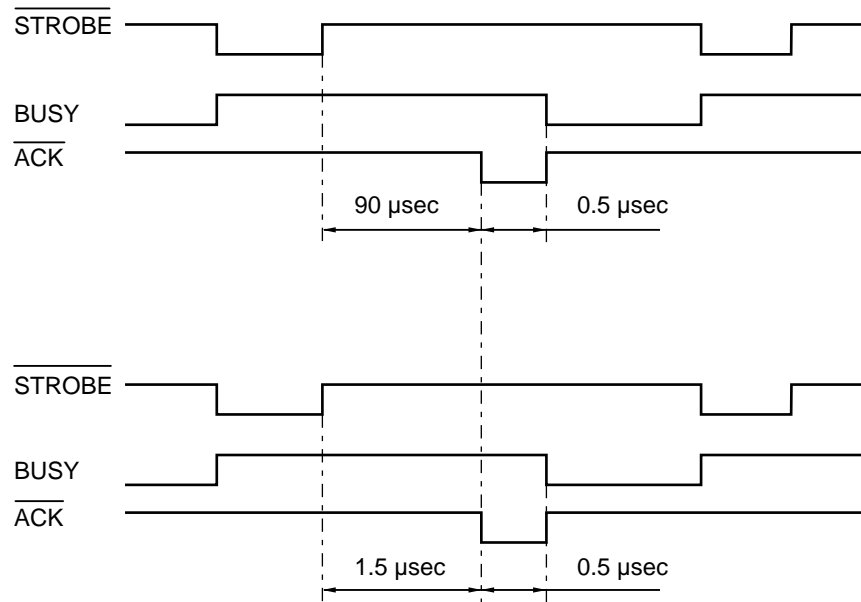 STROBE
BUSY
ACK
90 µsec 0.5 µsec
STROBE
BUSY
ACK
1.5 µsec 0.5 µsec